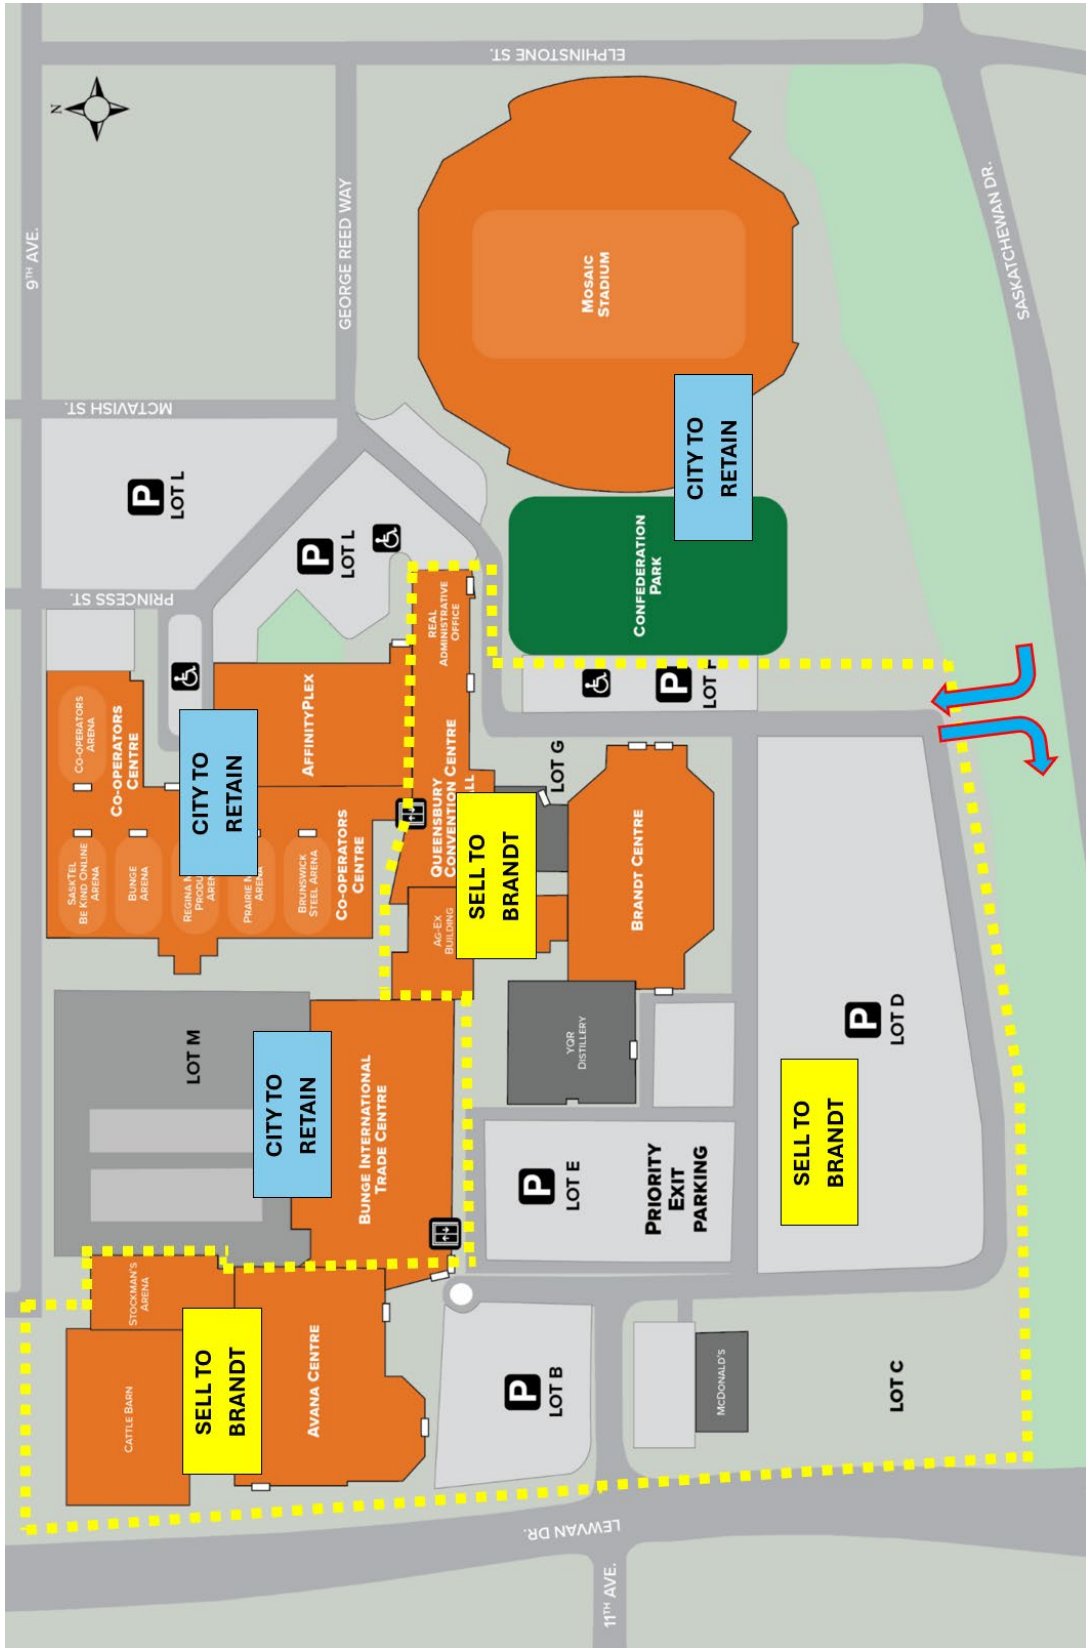 9TH AVE.
N
CATTLE BARN
STOCKMAN'S
ARENA
SELL TO
BRANDT
AVANA CENTRE
LOT M
CITY TO
RETAIN
BUNGE INTERNATIONAL
TRADE CENTRE
SASKTEL
BE KIND ONLINE
ARENA
CO-OPERATORS
ARENA
CO-OPERATORS
CENTRE
BUNGE
ARENA
REGINA
PRAIRIE
ARENA
BRUNSWICK
STEEL ARENA
CO-OPERATORS
CENTRE
CITY TO
RETAIN
AFFINITYPLEX
PRINCESS ST.
MCTAVISH ST.
P
LOT L
P
LOT L
GEORGE REED WAY
ELPHINSTONE ST.
REAL
ADMINISTRATIVE
OFFICE
QUEENSBURY
CONVENTION CENTRE
AG-EX
BUILDING
SELL TO
BRANDT
LOT G
BRANDT CENTRE
YQR
DISTILLERY
P
LOT B
P
LOT E
PRIORITY
EXIT
PARKING
MOSAIC
STADIUM
CITY TO
RETAIN
CONFEDERATION
PARK
P
LOT F
LEWVAN DR.
11TH AVE.
MCDONALD'S
LOT C
SELL TO
BRANDT
P
LOT D
SASKATCHEWAN DR.